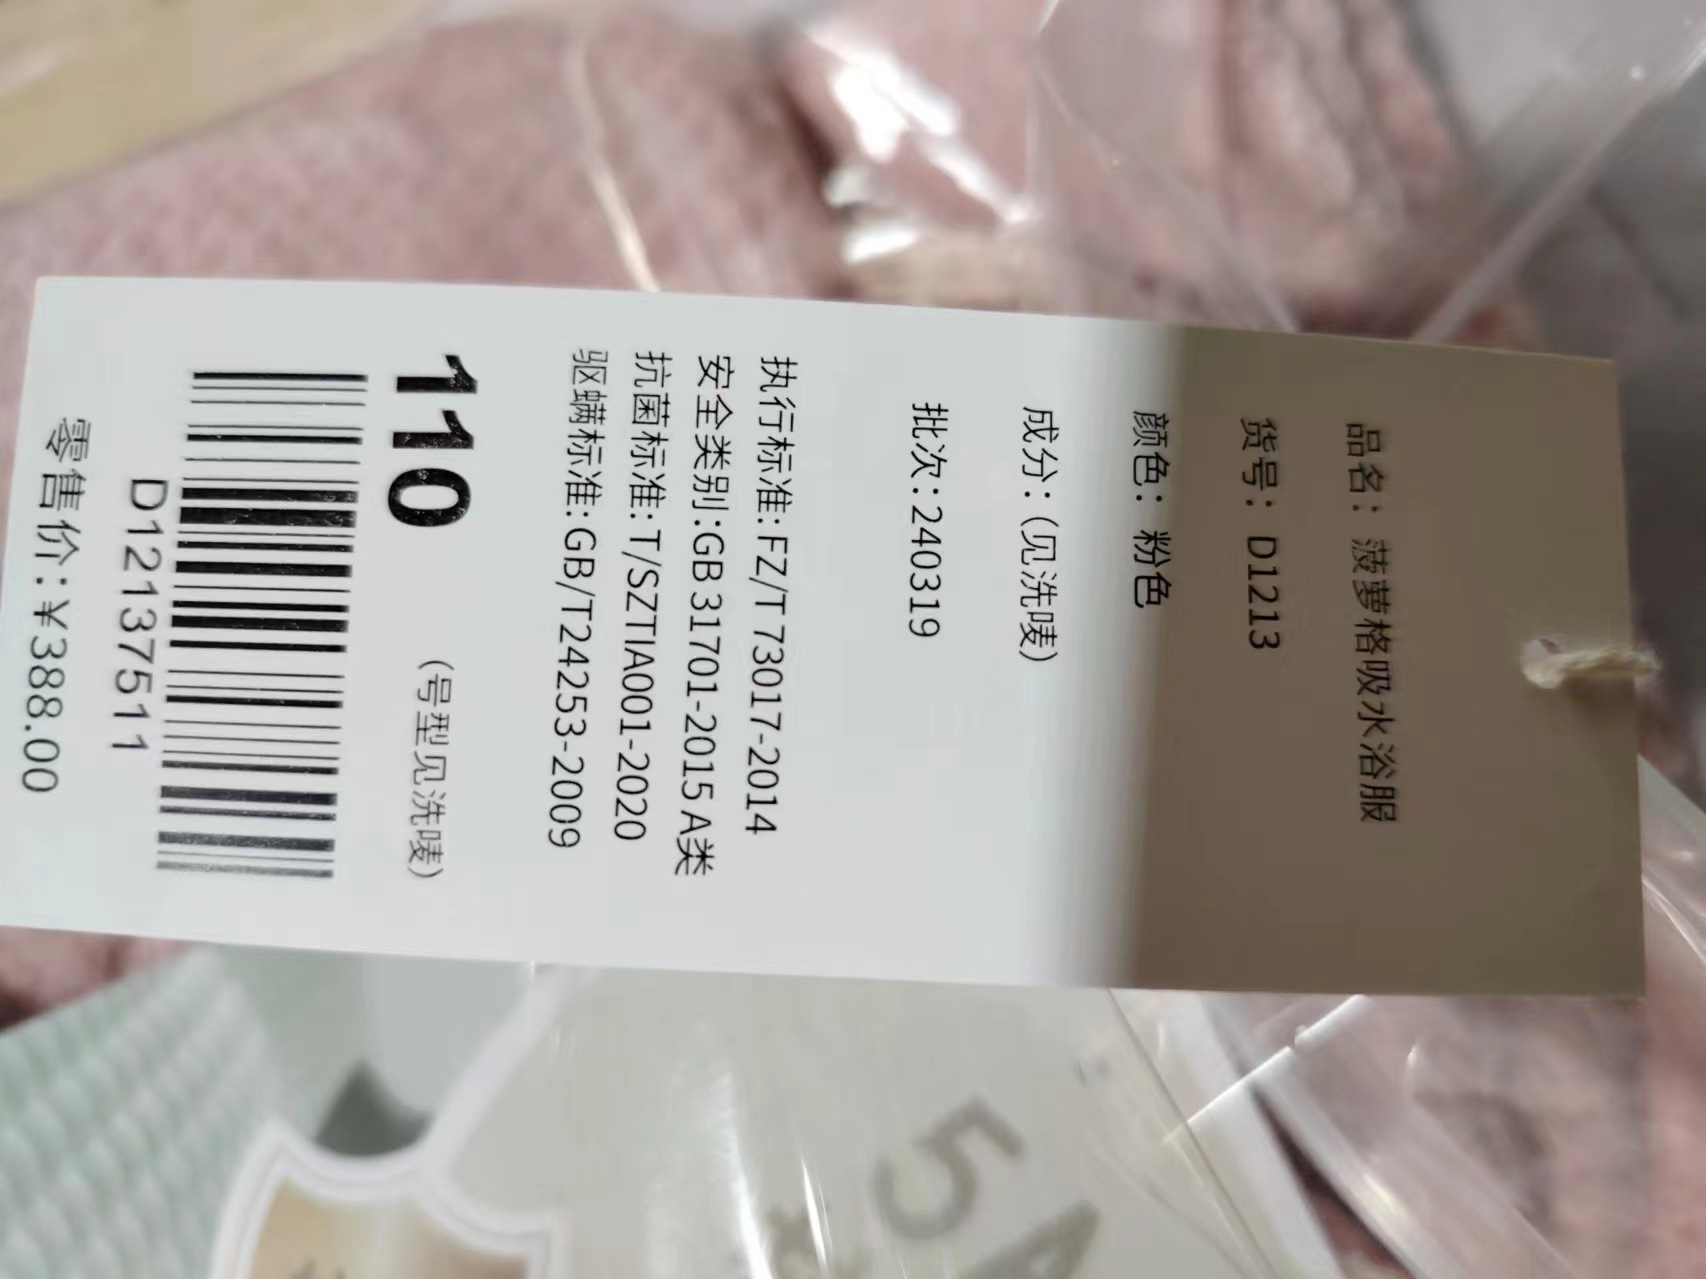 品名：菠萝格吸水浴服
货号：D1213
颜色：粉色
成分：（见洗唛）
批次：240319
执行标准：FZ/T 73017-2014
安全类别：GB 31701-2015 A类
抗菌标准：T/SZTIA001-2020
驱螨标准：GB/T24253-2009
110 （号型见洗唛）
D12137511
零售价：¥388.00
5A